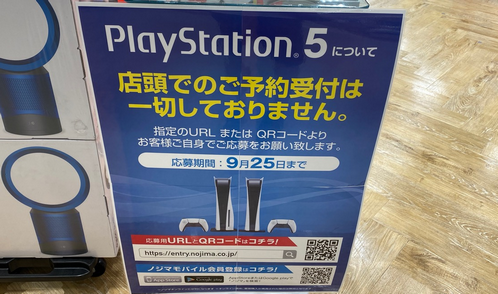 PlayStation®5について
店頭でのご予約受付は
一切しておりません。
指定のURL または QRコードより
お客様ご自身でご応募をお願い致します。
応募期間：9月25日まで
応募用URLとQRコードはコチラ！
https://entry.nojima.co.jp/
ノジマモバイル会員登録はコチラ！
App Store
Google play